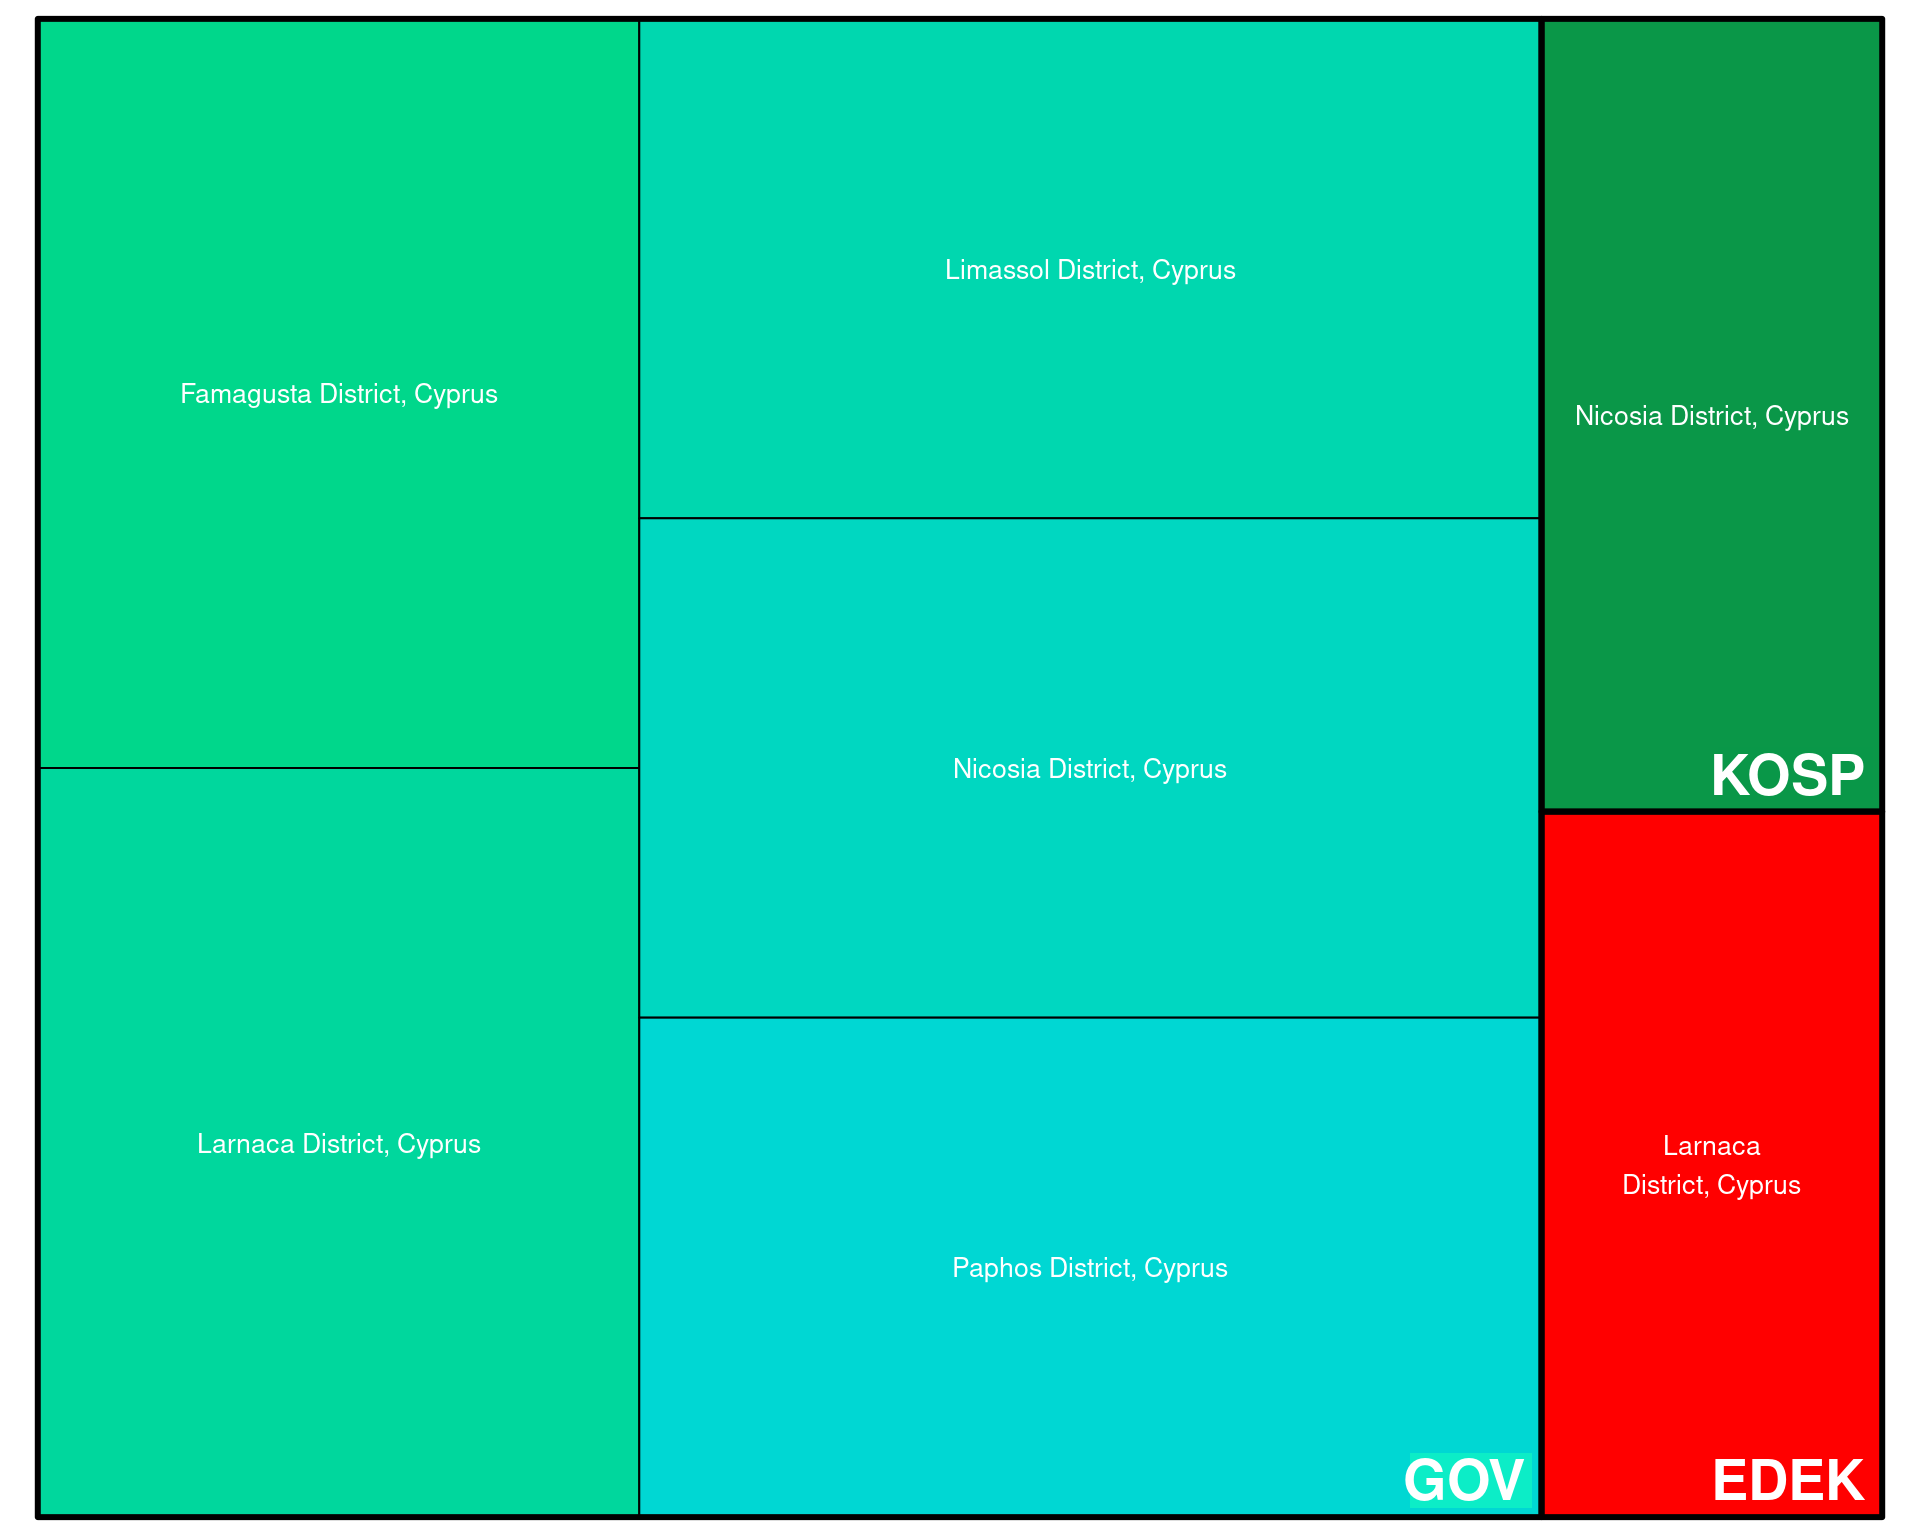 Famagusta District, Cyprus
Larnaca District, Cyprus
Limassol District, Cyprus
Nicosia District, Cyprus
Paphos District, Cyprus
GOV
Nicosia District, Cyprus
KOSP
Larnaca
District, Cyprus
EDEK